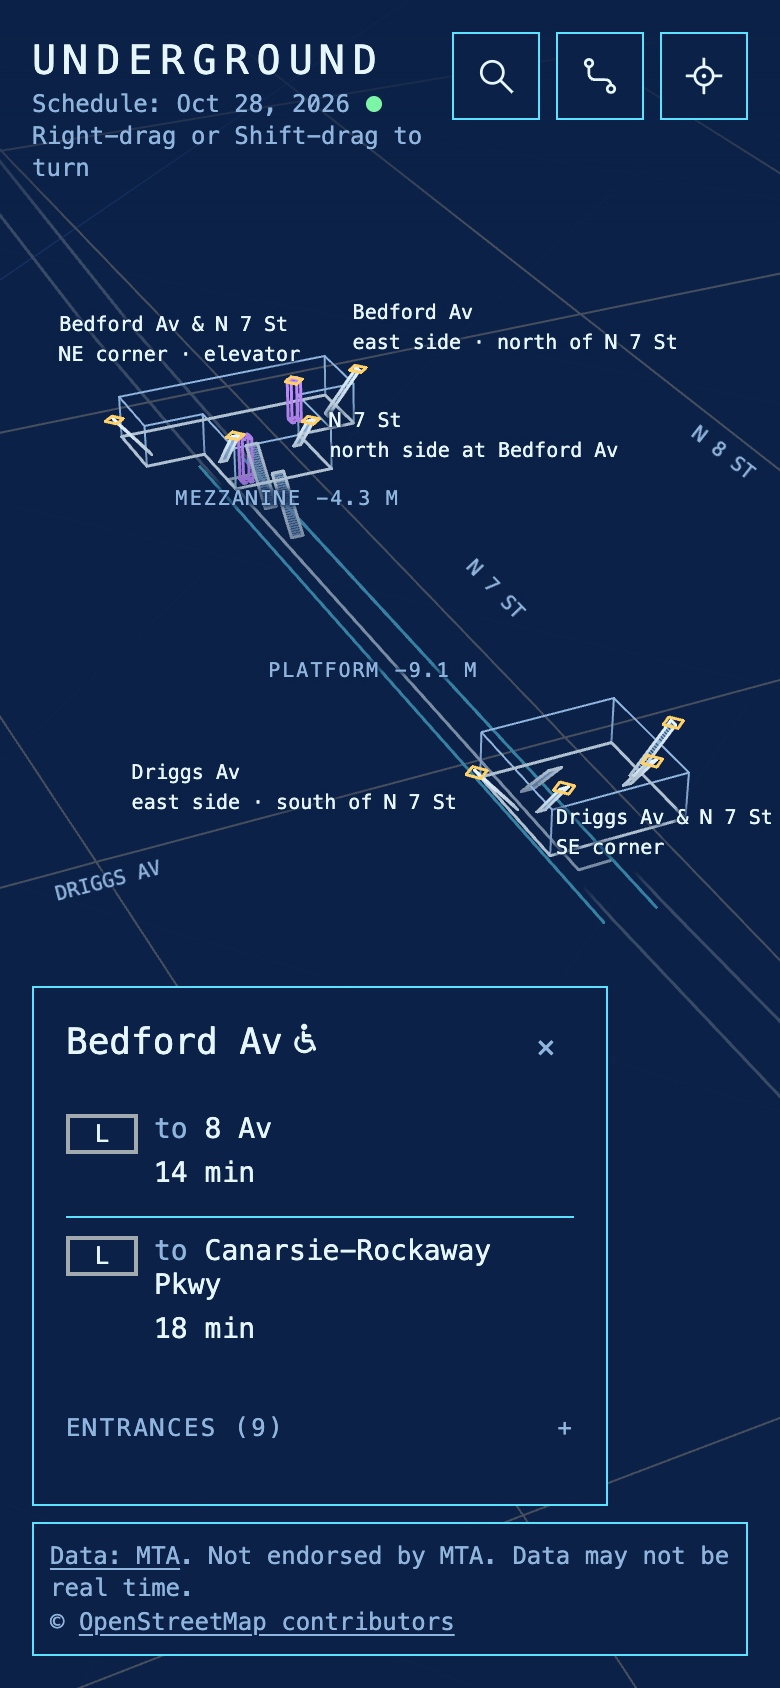 UNDERGROUND
Schedule: Oct 28, 2026
Right-drag or Shift-drag to
turn
Bedford Av & N 7 St
NE corner · elevator
Bedford Av
east side · north of N 7 St
N 7 St
north side at Bedford Av
N 8 ST
MEZZANINE -4.3 M
N 7 ST
PLATFORM -9.1 M
Driggs Av
east side · south of N 7 St
Driggs Av & N 7 St
SE corner
DRIGGS AV
Bedford Av
×
L to 8 Av
14 min
L to Canarsie-Rockaway
Pkwy
18 min
ENTRANCES (9) +
Data: MTA. Not endorsed by MTA. Data may not be
real time.
© OpenStreetMap contributors